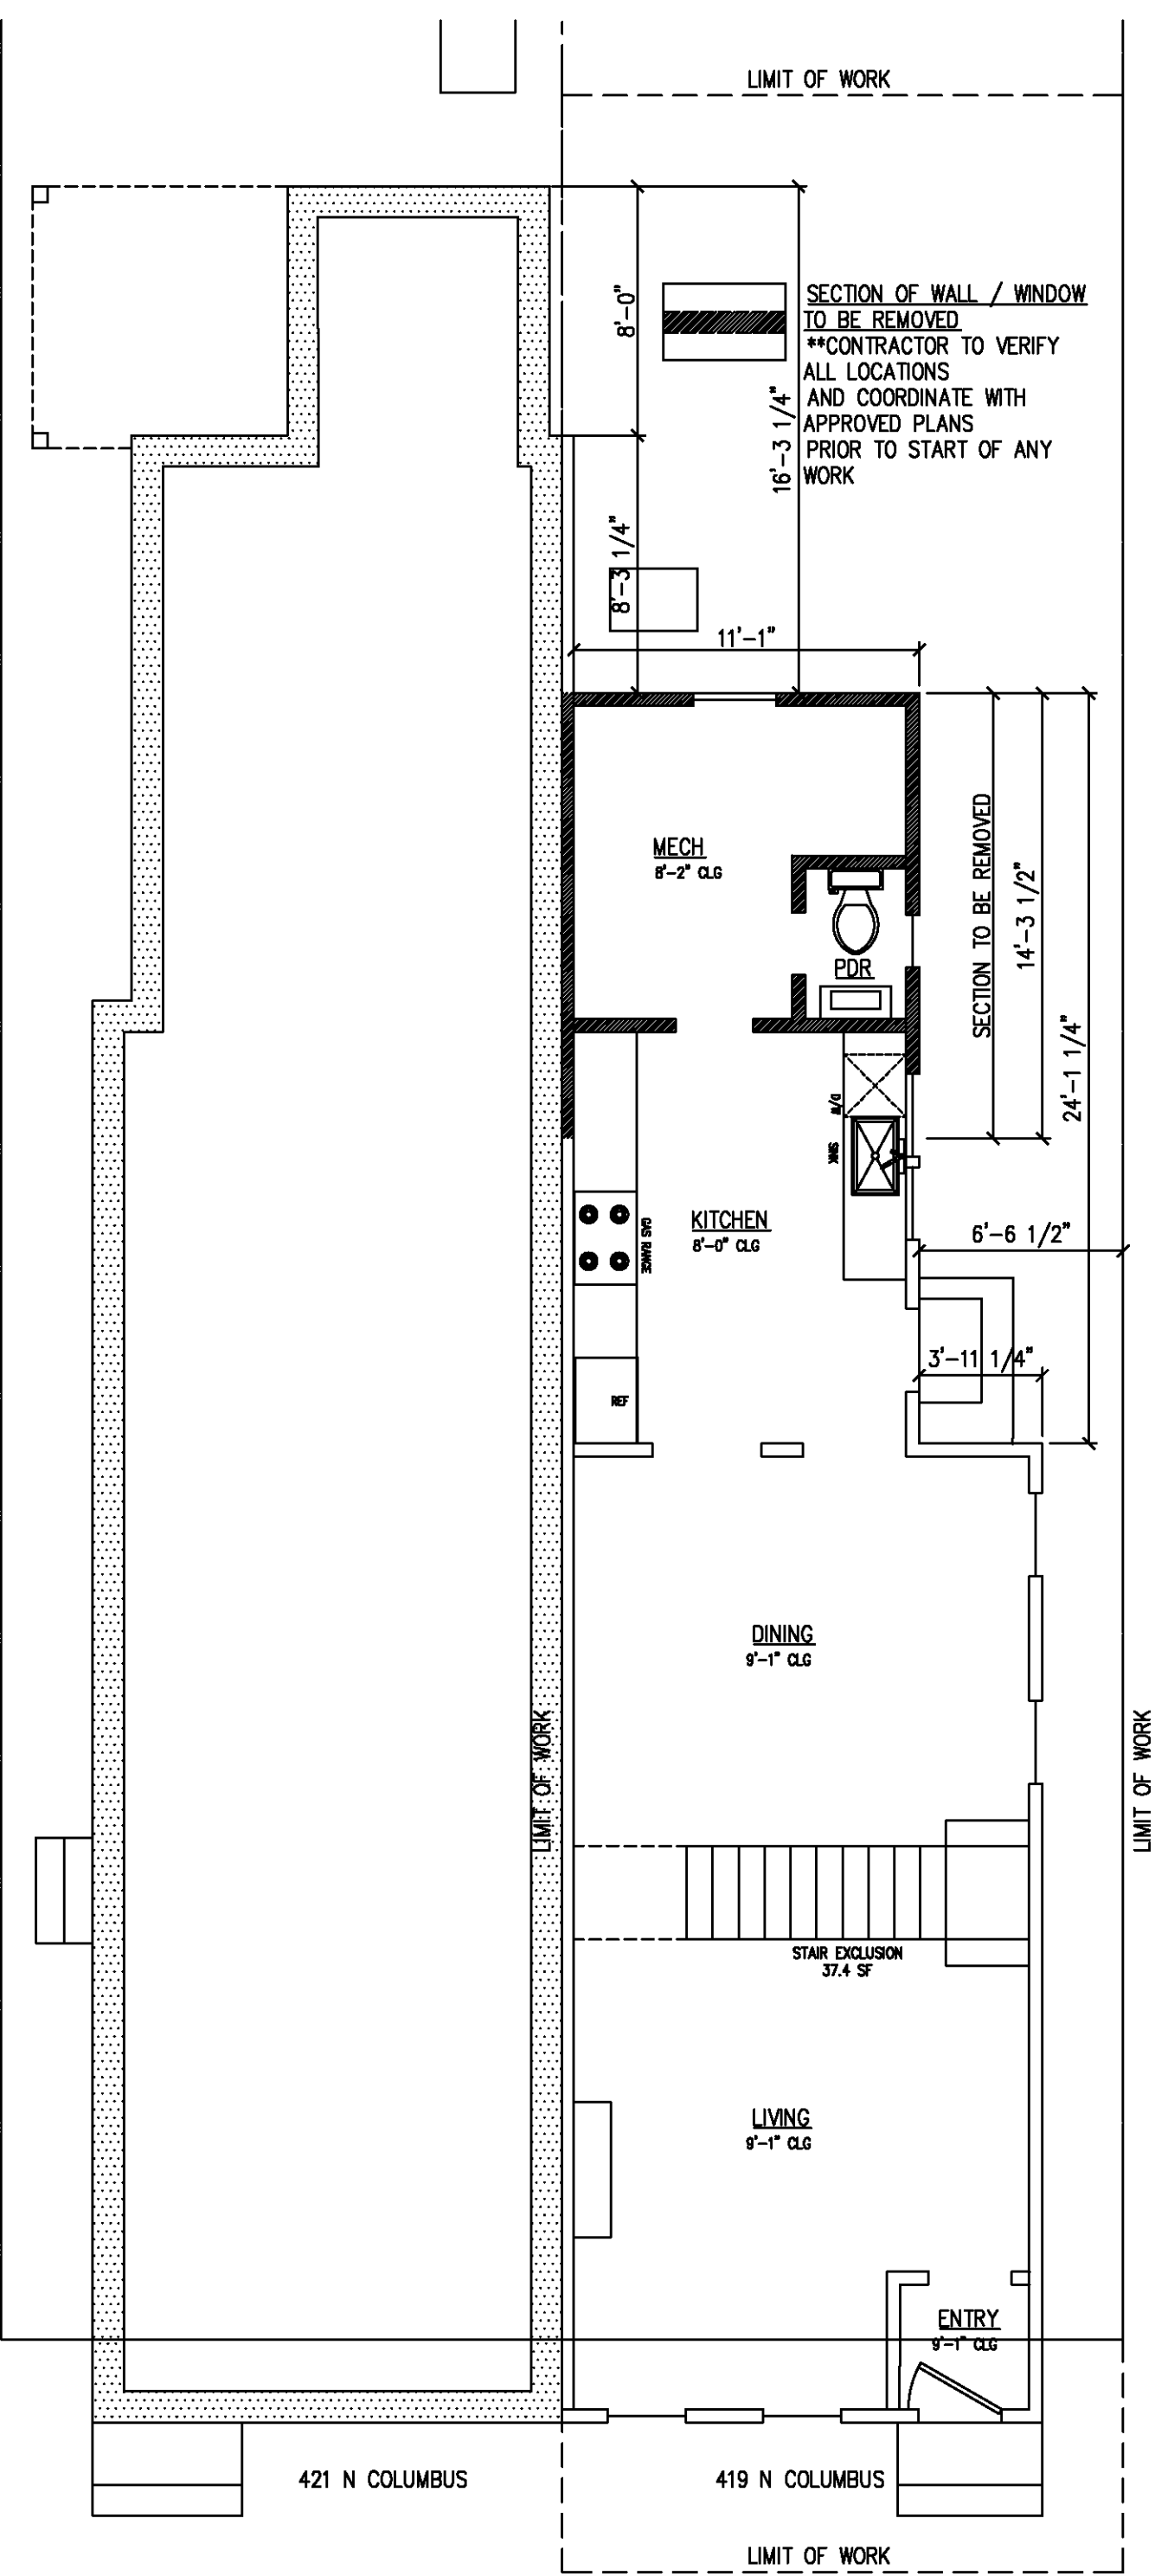 LIMIT OF WORK
SECTION OF WALL / WINDOW
TO BE REMOVED
**CONTRACTOR TO VERIFY
ALL LOCATIONS
AND COORDINATE WITH
APPROVED PLANS
PRIOR TO START OF ANY
WORK
8'-0"
16'-3 1/4"
8'-3 1/4"
11'-1"
MECH
8'-2" CLG
PDR
SECTION TO BE REMOVED
14'-3 1/2"
24'-1 1/4"
D/W
SINK
KITCHEN
8'-0" CLG
GAS RANGE
6'-6 1/2"
3'-11 1/4"
REF
DINING
9'-1" CLG
LIMIT OF WORK
LIMIT OF WORK
STAIR EXCLUSION
37.4 SF
LIVING
9'-1" CLG
ENTRY
9'-1" CLG
421 N COLUMBUS
419 N COLUMBUS
LIMIT OF WORK